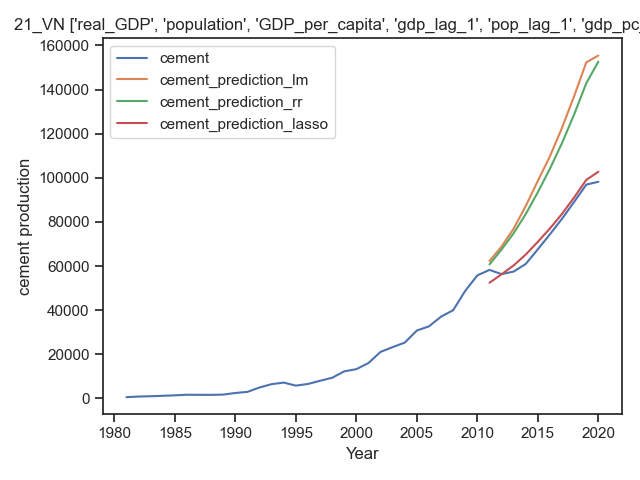 21_VN ['real_GDP', 'population', 'GDP_per_capita', 'gdp_lag_1', 'pop_lag_1', 'gdp_pc_
160000
140000
120000
100000
80000
60000
40000
20000
0
cement production
cement
cement_prediction_lm
cement_prediction_rr
cement_prediction_lasso
1980 1985 1990 1995 2000 2005 2010 2015 2020
Year